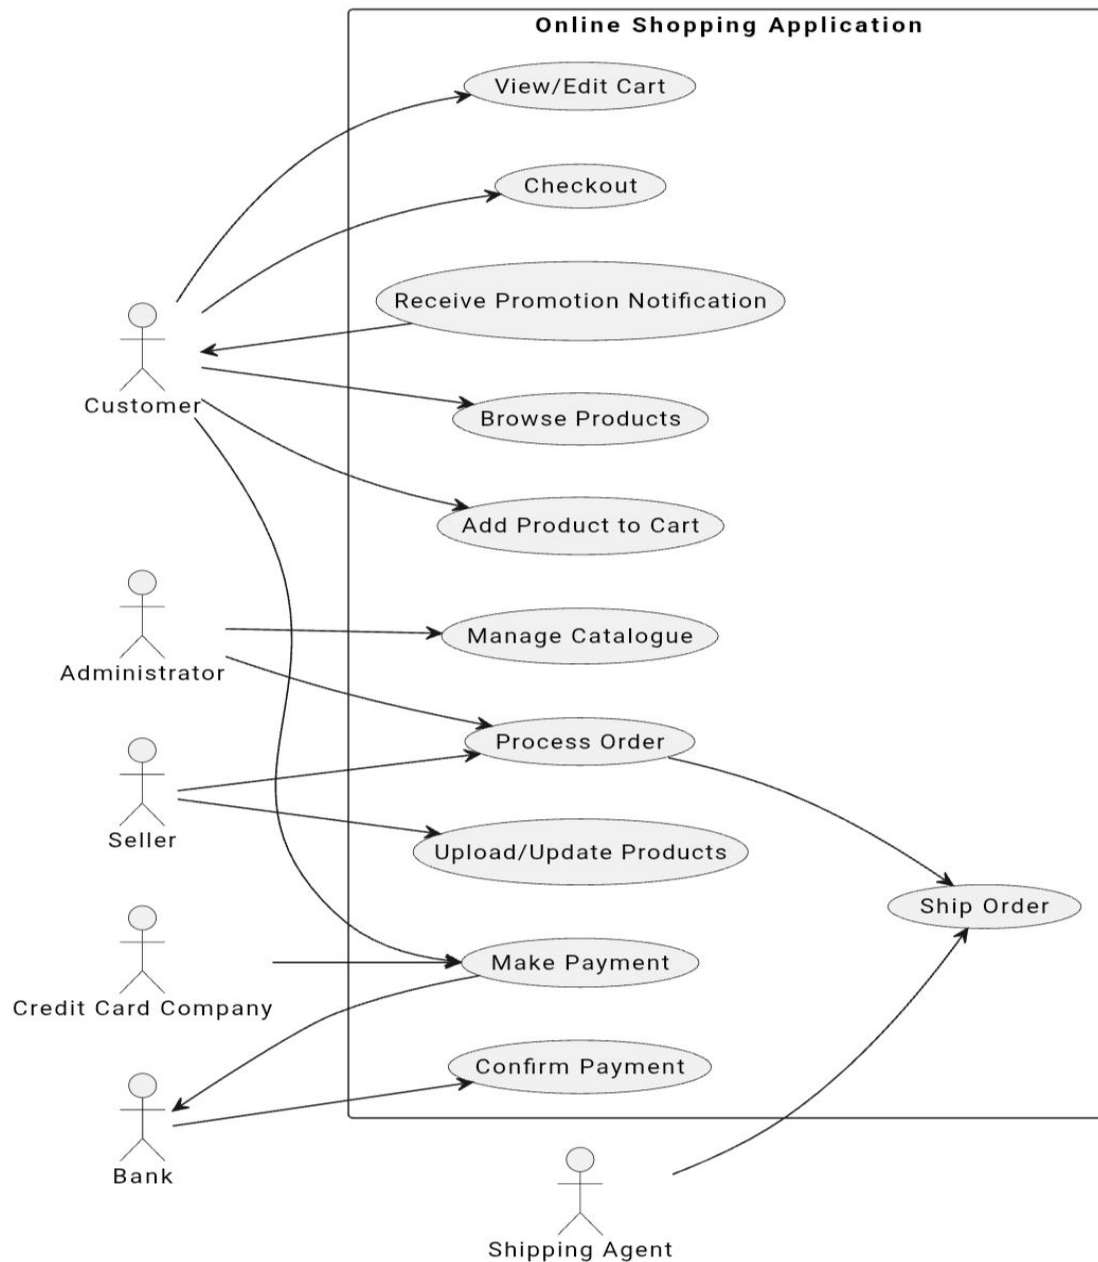 Online Shopping Application
View/Edit Cart
Checkout
Receive Promotion Notification
Customer
Browse Products
Add Product to Cart
Manage Catalogue
Administrator
Process Order
Seller
Upload/Update Products
Ship Order
Make Payment
Credit Card Company
Confirm Payment
Bank
Shipping Agent